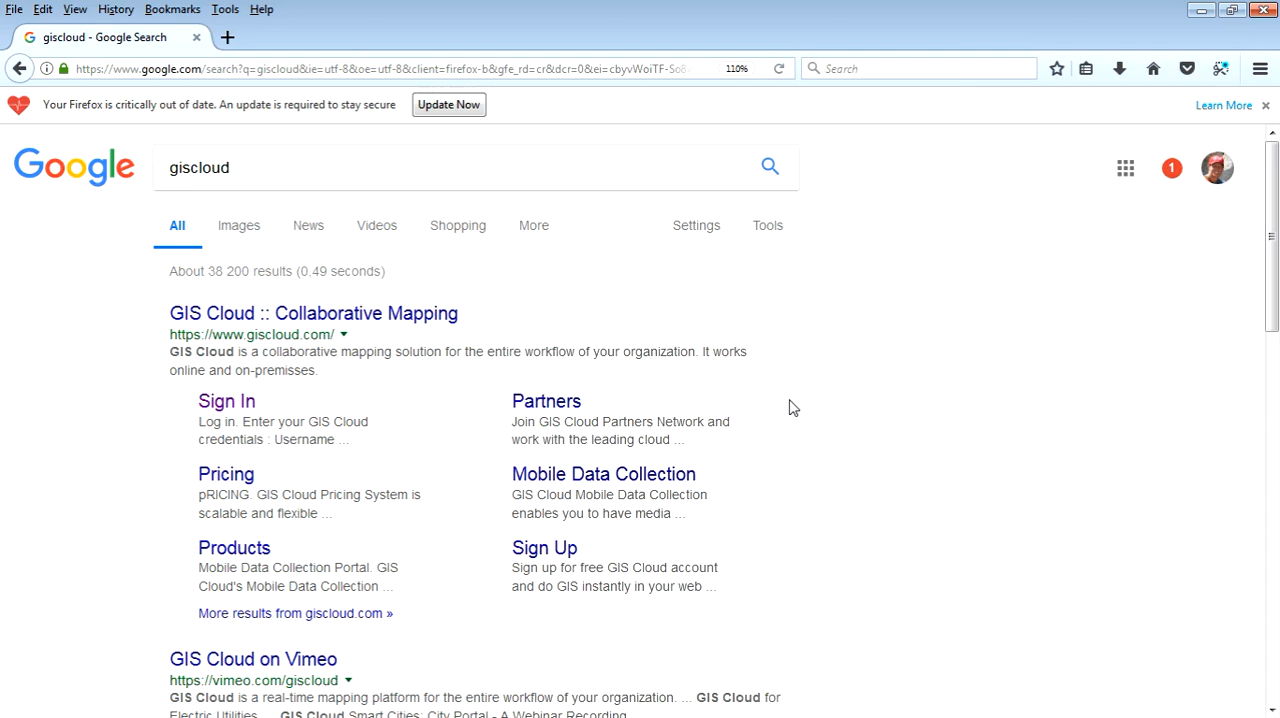 File Edit View History Bookmarks Tools Help
giscloud - Google Search
https://www.google.com/search?q=giscloud&ie=utf-8&oe=utf-8&client=firefox-b&gfe_rd=cr&dcr=0&ei=cbyvWoiTF-So8 110% Search
Your Firefox is critically out of date. An update is required to stay secure Update Now Learn More
Google giscloud 1
All Images News Videos Shopping More Settings Tools
About 38 200 results (0.49 seconds)
GIS Cloud :: Collaborative Mapping
https://www.giscloud.com/
GIS Cloud is a collaborative mapping solution for the entire workflow of your organization. It works
online and on-premisses.
Sign In
Log in. Enter your GIS Cloud
credentials : Username ...
Partners
Join GIS Cloud Partners Network and
work with the leading cloud ...
Pricing
pRICING. GIS Cloud Pricing System is
scalable and flexible ...
Mobile Data Collection
GIS Cloud Mobile Data Collection
enables you to have media ...
Products
Mobile Data Collection Portal. GIS
Cloud's Mobile Data Collection ...
Sign Up
Sign up for free GIS Cloud account
and do GIS instantly in your web ...
More results from giscloud.com »
GIS Cloud on Vimeo
https://vimeo.com/giscloud
GIS Cloud is a real-time mapping platform for the entire workflow of your organization. ... GIS Cloud for
Electric Utilities. ... GIS Cloud Smart Cities: City Portal - A Webinar Recording